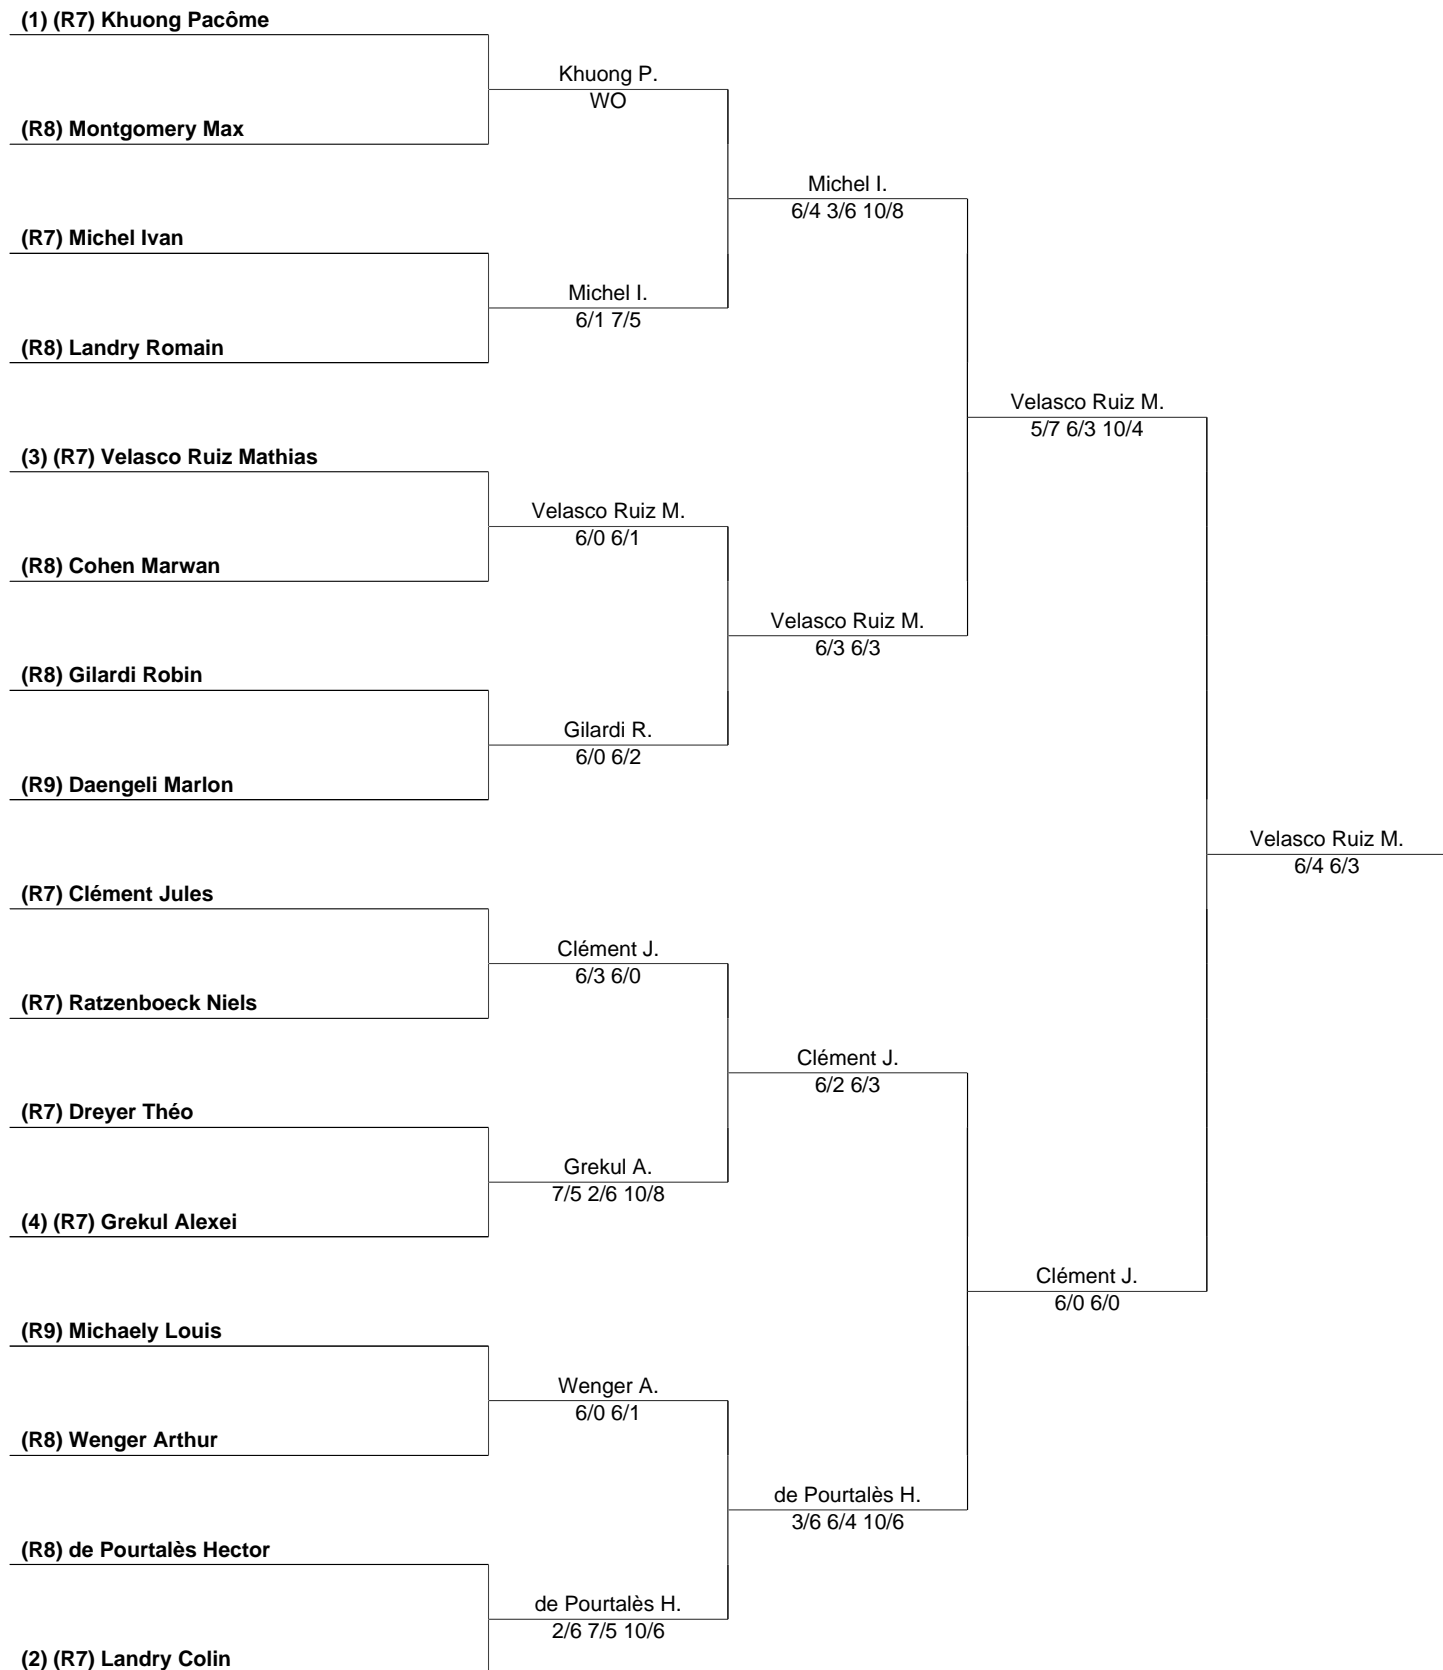 (1) (R7) Khuong Pacôme
Khuong P.
WO
(R8) Montgomery Max
Michel I.
6/4 3/6 10/8
(R7) Michel Ivan
Michel I.
6/1 7/5
(R8) Landry Romain
Velasco Ruiz M.
5/7 6/3 10/4
(3) (R7) Velasco Ruiz Mathias
Velasco Ruiz M.
6/0 6/1
(R8) Cohen Marwan
Velasco Ruiz M.
6/3 6/3
(R8) Gilardi Robin
Gilardi R.
6/0 6/2
(R9) Daengeli Marlon
Velasco Ruiz M.
6/4 6/3
(R7) Clément Jules
Clément J.
6/3 6/0
(R7) Ratzenboeck Niels
Clément J.
6/2 6/3
(R7) Dreyer Théo
Grekul A.
7/5 2/6 10/8
(4) (R7) Grekul Alexei
Clément J.
6/0 6/0
(R9) Michaely Louis
Wenger A.
6/0 6/1
(R8) Wenger Arthur
de Pourtalès H.
3/6 6/4 10/6
(R8) de Pourtalès Hector
de Pourtalès H.
2/6 7/5 10/6
(2) (R7) Landry Colin